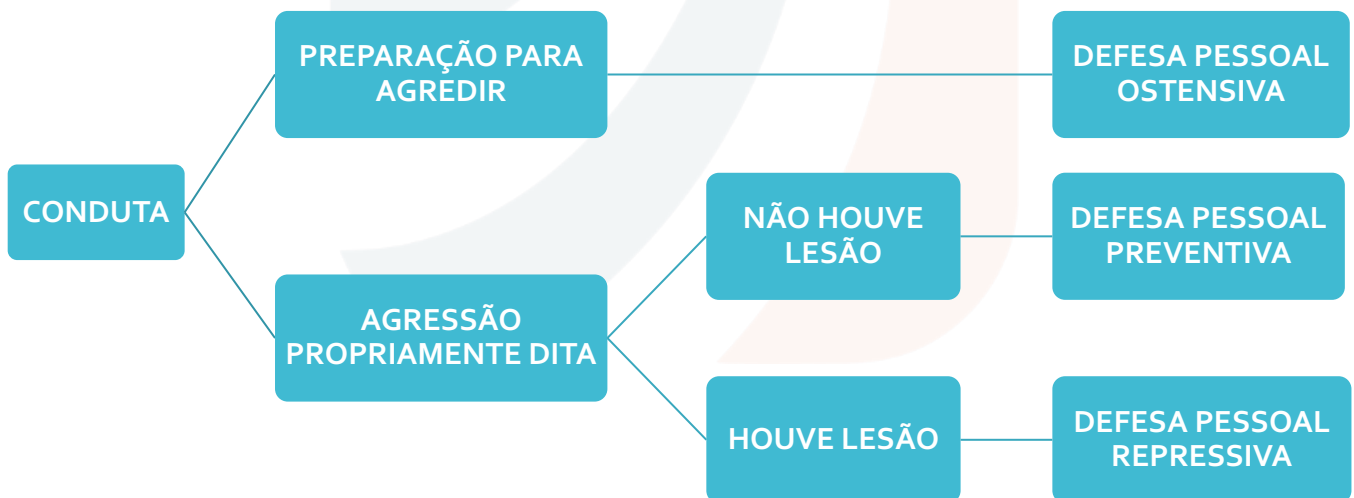 PREPARAÇÃO PARA
AGREDIR
DEFESA PESSOAL
OSTENSIVA
CONDUTA
NÃO HOUVE
LESÃO
DEFESA PESSOAL
PREVENTIVA
AGRESSÃO
PROPRIAMENTE DITA
HOUVE LESÃO
DEFESA PESSOAL
REPRESSIVA